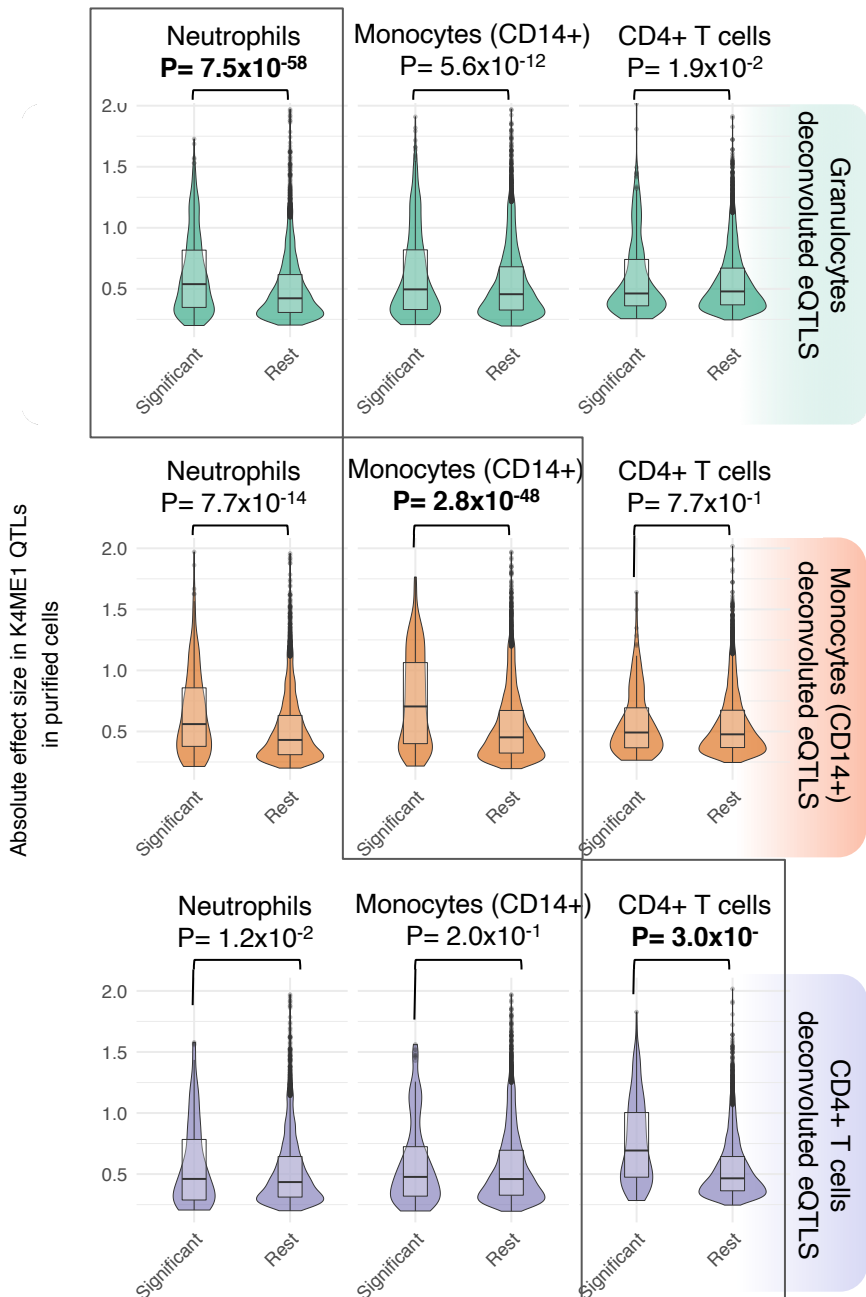 Neutrophils
P= 7.5x10-58
Monocytes (CD14+)
P = 5.6x10-12
CD4+ T cells
P = 1.9x10-2
2.0
1.5
1.0
0.5
Significant
Rest
Significant
Rest
Significant
Rest
Granulocytes
deconvoluted eQTLS
Absolute effect size in K4ME1 QTLs
in purified cells
Neutrophils
P = 7.7x10-14
Monocytes (CD14+)
P= 2.8x10-48
CD4+ T cells
P = 7.7x10-1
2.0
1.5
1.0
0.5
Significant
Rest
Significant
Rest
Significant
Rest
Monocytes (CD14+)
deconvoluted eQTLS
Neutrophils
P= 1.2x10-2
Monocytes (CD14+)
P = 2.0x10-1
CD4+ T cells
P= 3.0x10-
2.0
1.5
1.0
0.5
Significant
Rest
Significant
Rest
Significant
Rest
CD4+ T cells
deconvoluted eQTLS